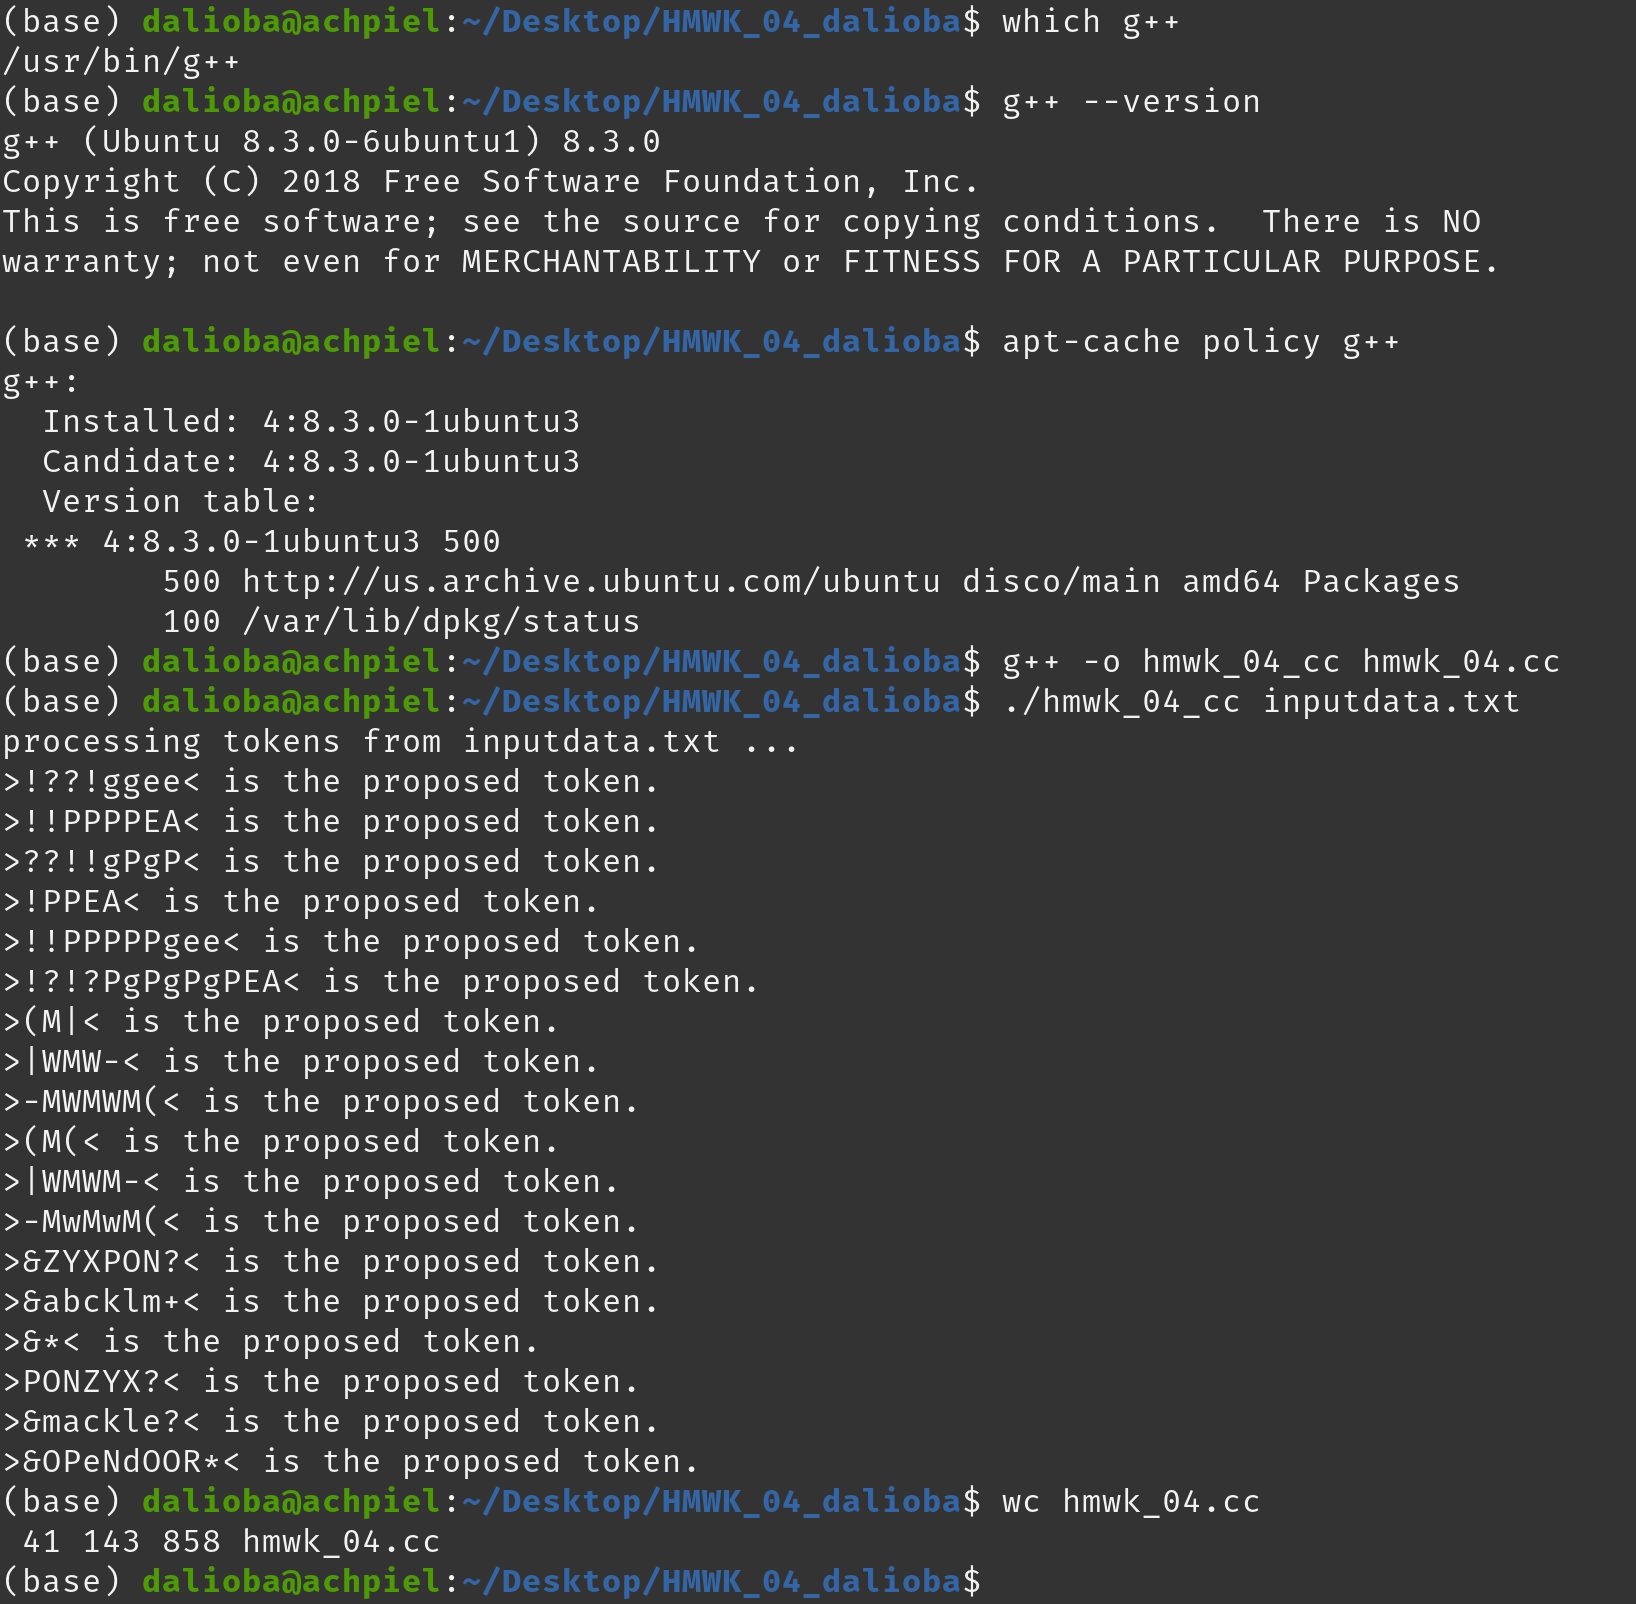 (base) dalioba@achpiel:~/Desktop/HMWK_04_dalioba$ which g++
/usr/bin/g++
(base) dalioba@achpiel:~/Desktop/HMWK_04_dalioba$ g++ --version
g++ (Ubuntu 8.3.0-6ubuntu1) 8.3.0
Copyright (C) 2018 Free Software Foundation, Inc.
This is free software; see the source for copying conditions.  There is NO
warranty; not even for MERCHANTABILITY or FITNESS FOR A PARTICULAR PURPOSE.

(base) dalioba@achpiel:~/Desktop/HMWK_04_dalioba$ apt-cache policy g++
g++:
  Installed: 4:8.3.0-1ubuntu3
  Candidate: 4:8.3.0-1ubuntu3
  Version table:
 *** 4:8.3.0-1ubuntu3 500
        500 http://us.archive.ubuntu.com/ubuntu disco/main amd64 Packages
        100 /var/lib/dpkg/status
(base) dalioba@achpiel:~/Desktop/HMWK_04_dalioba$ g++ -o hmwk_04_cc hmwk_04.cc
(base) dalioba@achpiel:~/Desktop/HMWK_04_dalioba$ ./hmwk_04_cc inputdata.txt
processing tokens from inputdata.txt ...
>!??!ggee< is the proposed token.
>!!PPPPEA< is the proposed token.
>??!!gPgP< is the proposed token.
>!PPEA< is the proposed token.
>!!PPPPPgee< is the proposed token.
>!?!?PgPgPgPEA< is the proposed token.
>(M|< is the proposed token.
>|WMW-< is the proposed token.
>-MWMWM(< is the proposed token.
>(M(< is the proposed token.
>|WMWM-< is the proposed token.
>-MwMwM(< is the proposed token.
>&ZYXPON?< is the proposed token.
>&abcklm+< is the proposed token.
>&*< is the proposed token.
>PONZYX?< is the proposed token.
>&mackle?< is the proposed token.
>&OPeNdOOR*< is the proposed token.
(base) dalioba@achpiel:~/Desktop/HMWK_04_dalioba$ wc hmwk_04.cc
 41 143 858 hmwk_04.cc
(base) dalioba@achpiel:~/Desktop/HMWK_04_dalioba$